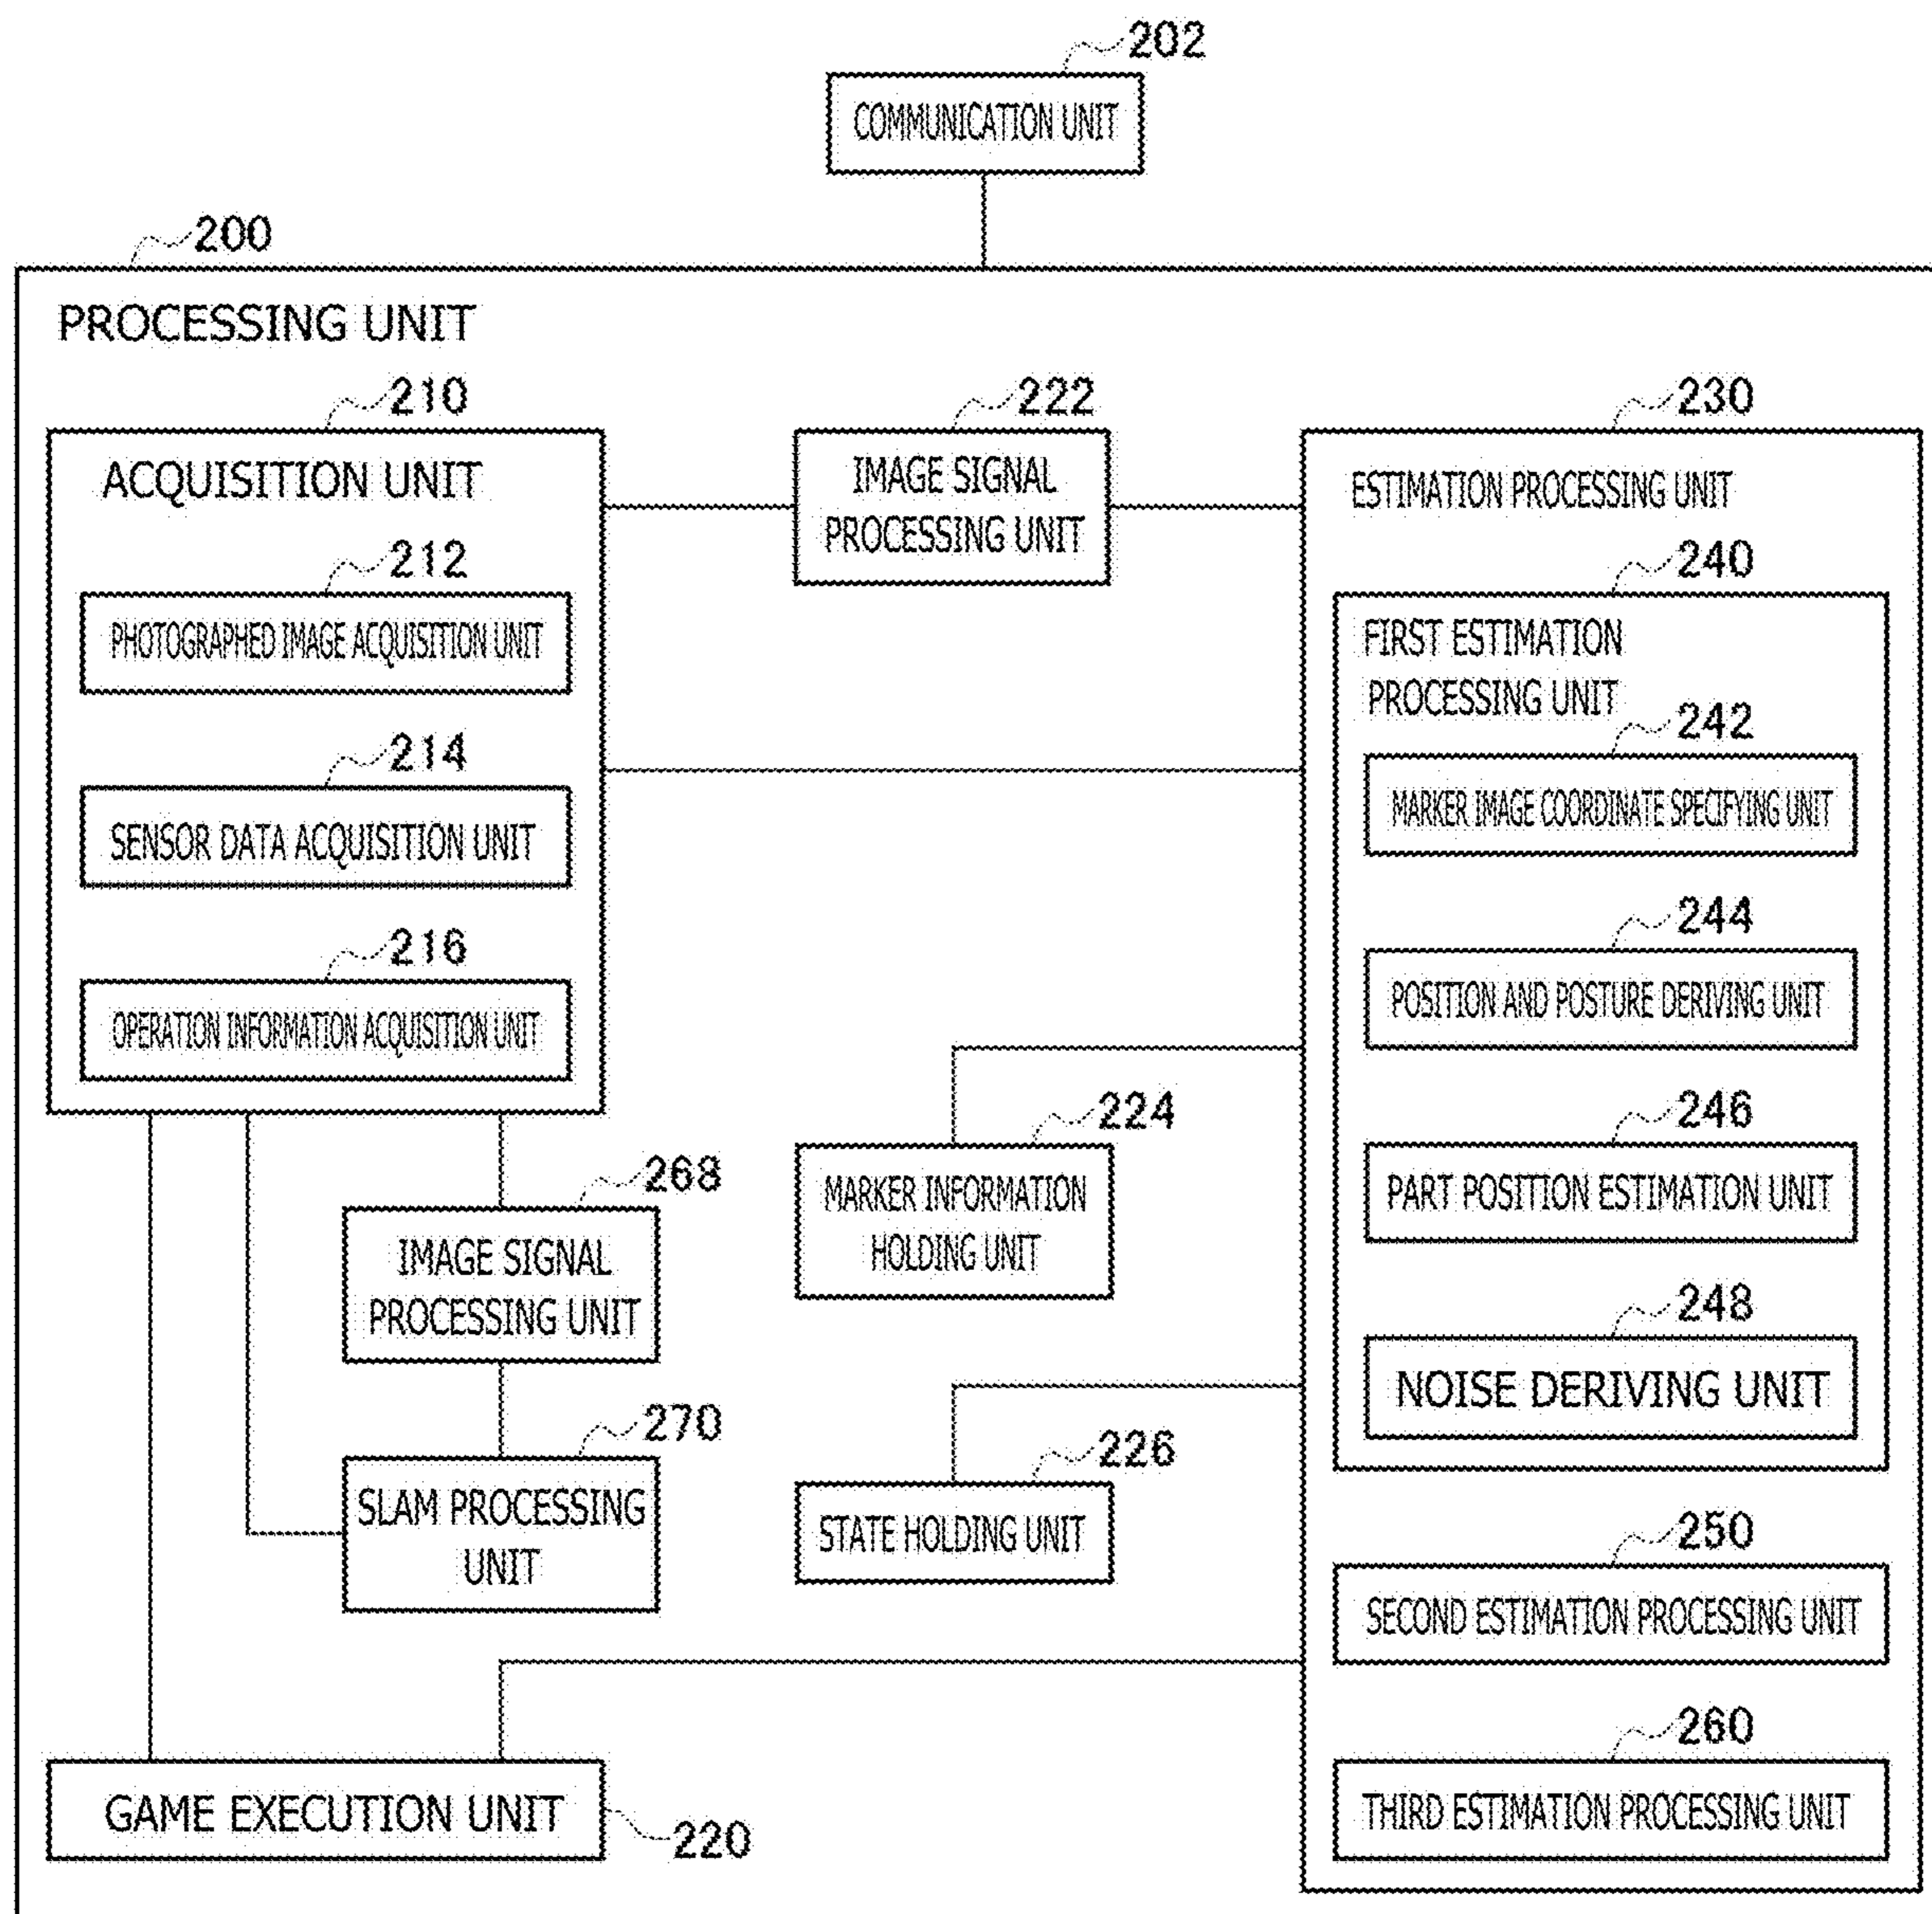 202
COMMUNICATION UNIT
200
PROCESSING UNIT
210
ACQUISITION UNIT
212
PHOTOGRAPHED IMAGE ACQUISITION UNIT
214
SENSOR DATA ACQUISITION UNIT
216
OPERATION INFORMATION ACQUISITION UNIT
222
IMAGE SIGNAL
PROCESSING UNIT
230
ESTIMATION PROCESSING UNIT
240
FIRST ESTIMATION
PROCESSING UNIT
242
MARKER IMAGE COORDINATE SPECIFYING UNIT
244
POSITION AND POSTURE DERIVING UNIT
246
PART POSITION ESTIMATION UNIT
248
NOISE DERIVING UNIT
250
SECOND ESTIMATION PROCESSING UNIT
260
THIRD ESTIMATION PROCESSING UNIT
224
MARKER INFORMATION
HOLDING UNIT
226
STATE HOLDING UNIT
268
IMAGE SIGNAL
PROCESSING UNIT
270
SLAM PROCESSING
UNIT
GAME EXECUTION UNIT
220